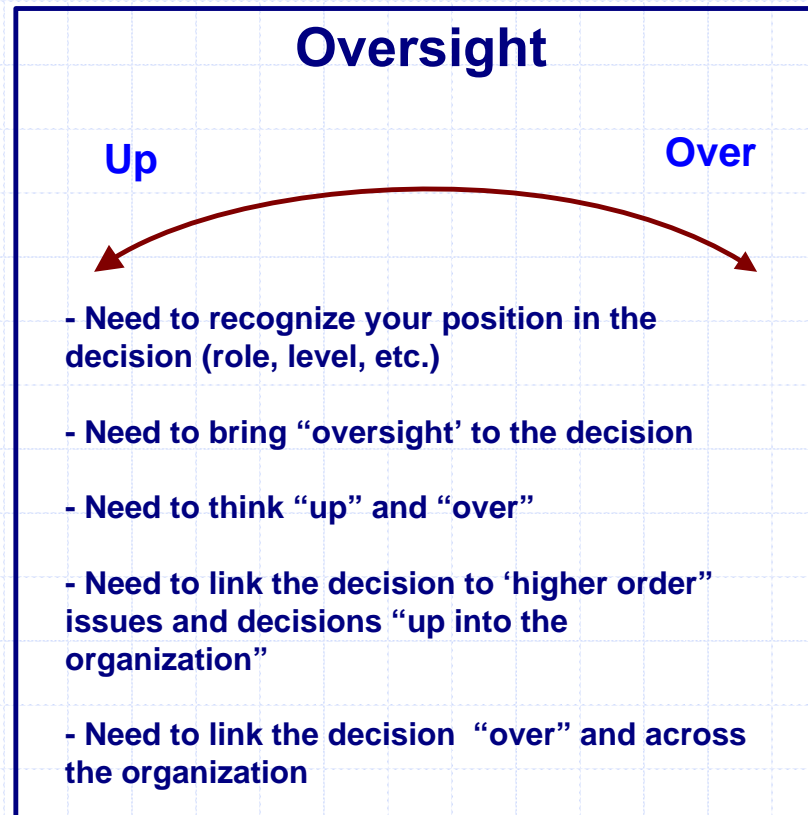 Oversight
Up
Over
- Need to recognize your position in the
decision (role, level, etc.)
- Need to bring “oversight’ to the decision
- Need to think “up” and “over”
- Need to link the decision to ‘higher order”
issues and decisions “up into the
organization”
- Need to link the decision  “over” and across
the organization